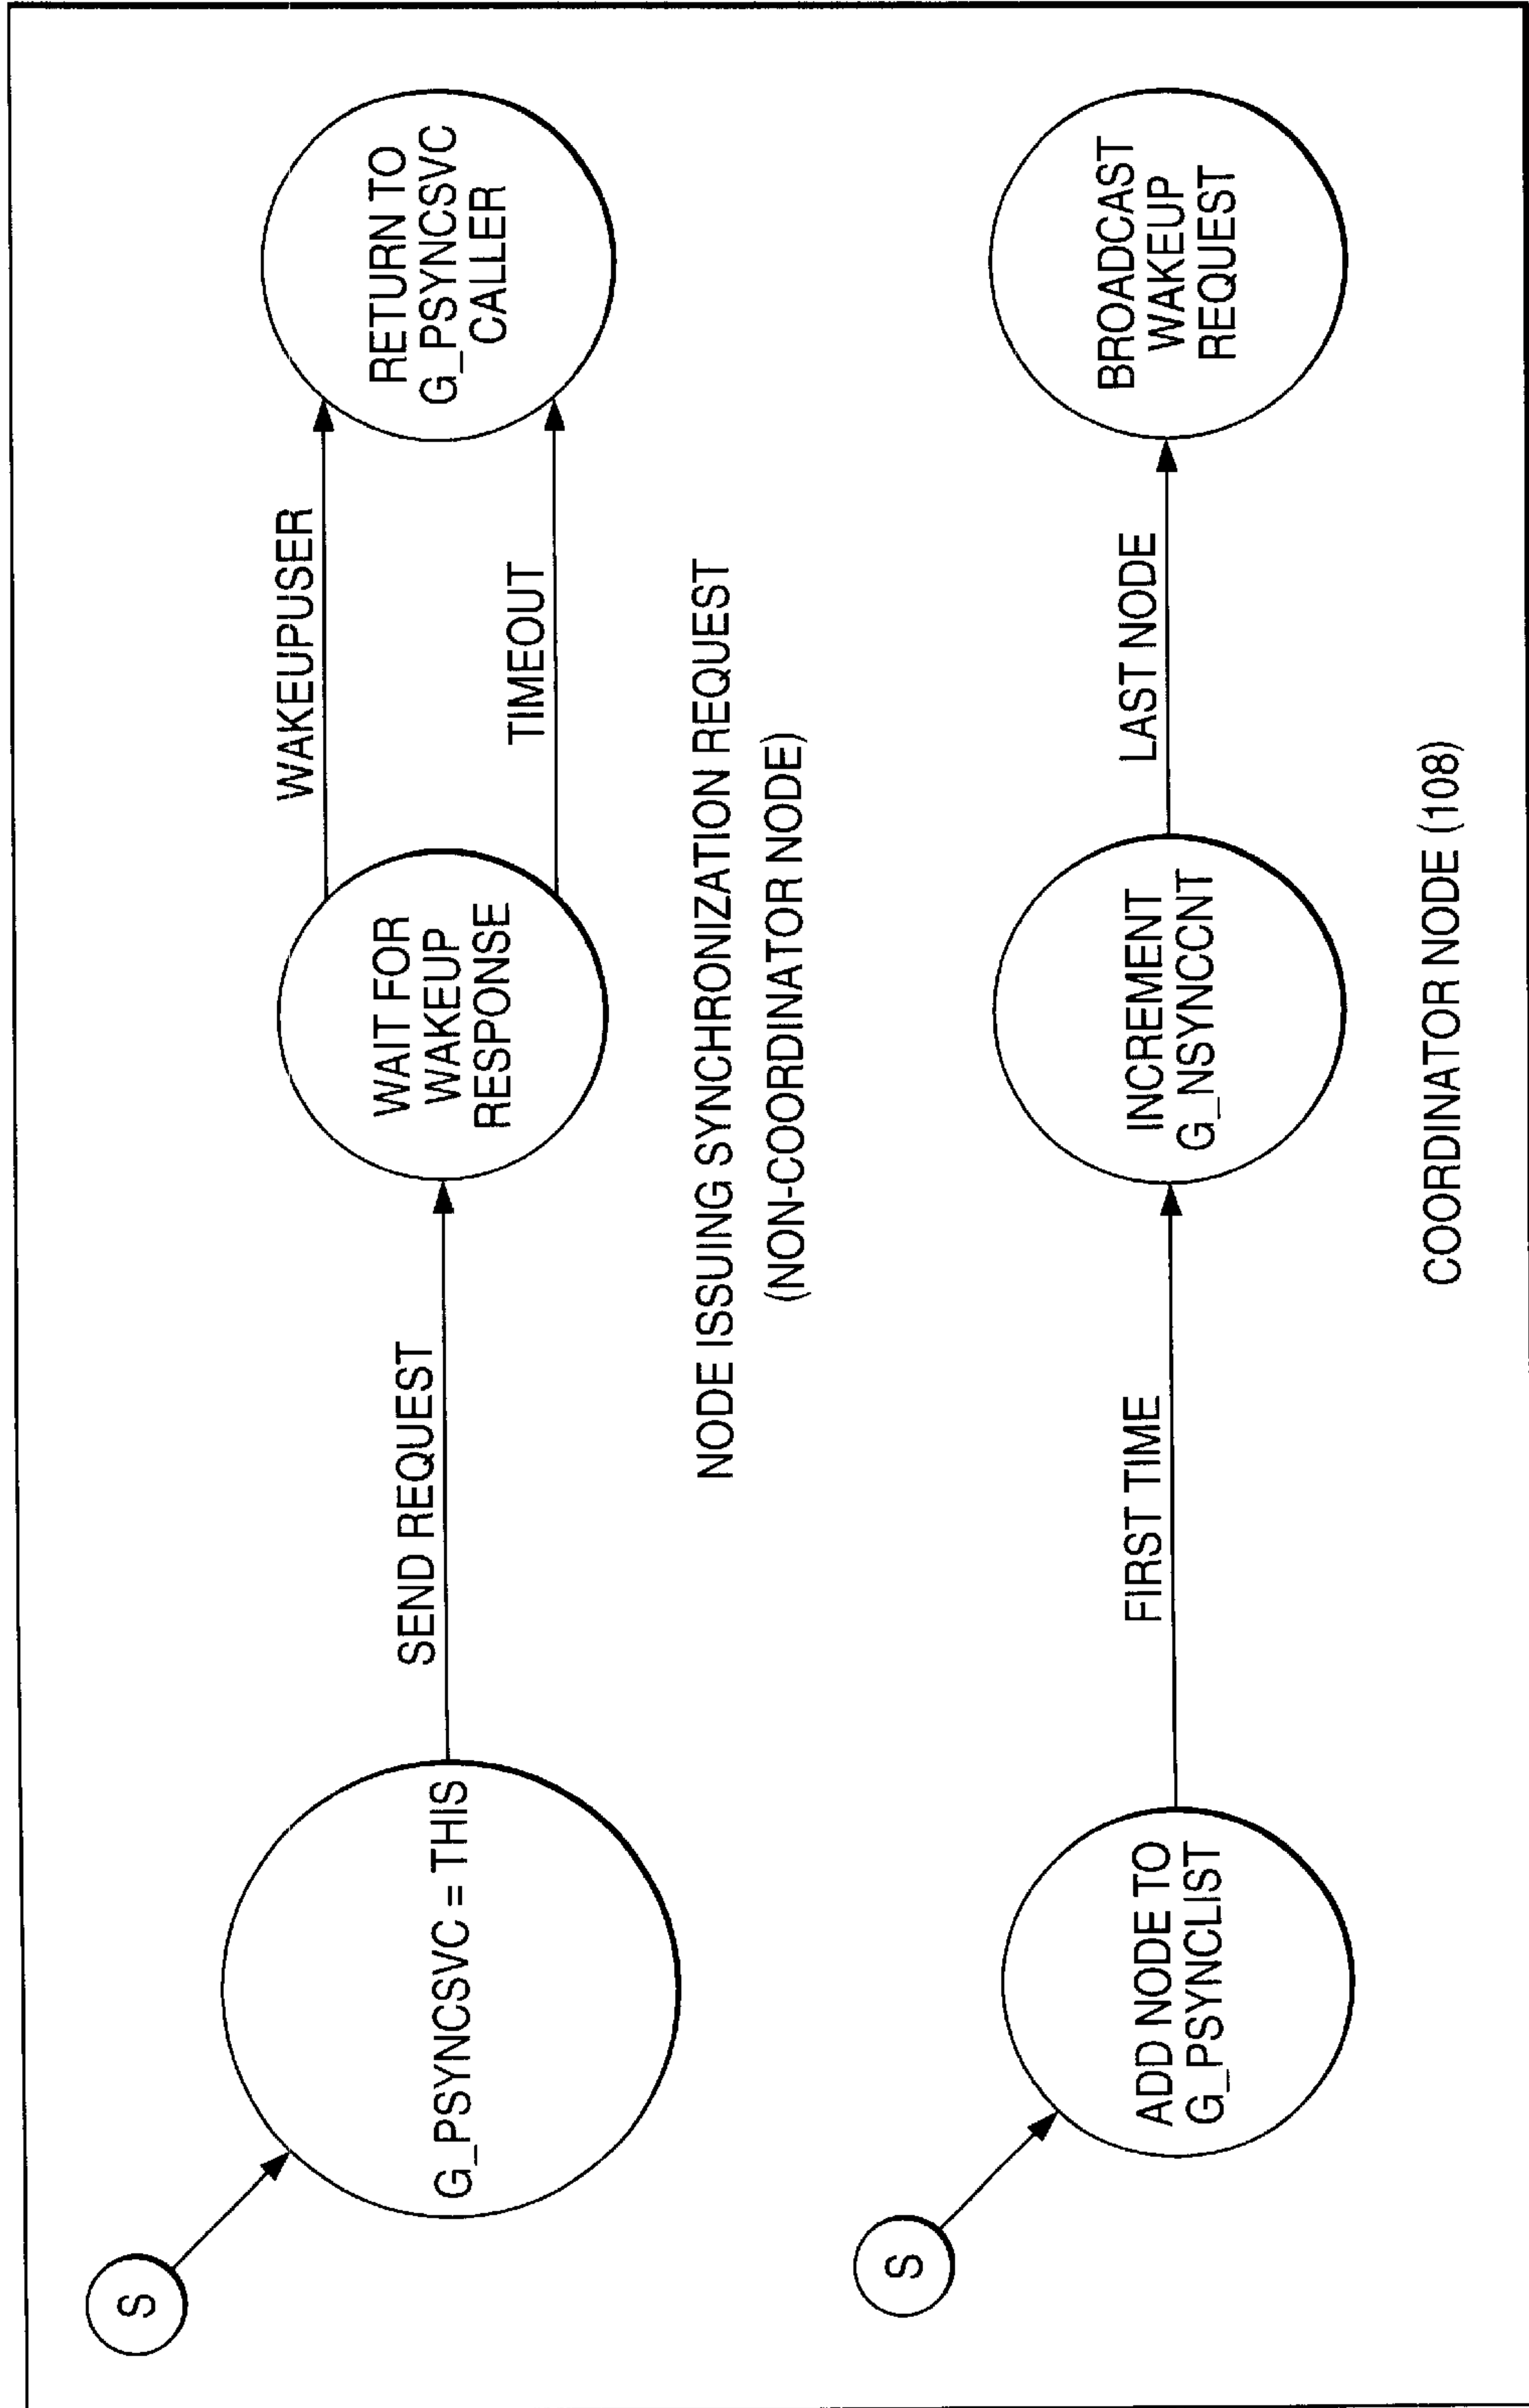 S
G_PSYNCSVC = THIS
SEND REQUEST
WAIT FOR
WAKEUP
RESPONSE
WAKEUPUSER
TIMEOUT
RETURN TO
G_PSYNCSVC
CALLER
NODE ISSUING SYNCHRONIZATION REQUEST
(NON-COORDINATOR NODE)
S
ADD NODE TO
G_PSYNCLIST
FIRST TIME
INCREMENT
G_NSYNCCNT
LAST NODE
BROADCAST
WAKEUP
REQUEST
COORDINATOR NODE (108)